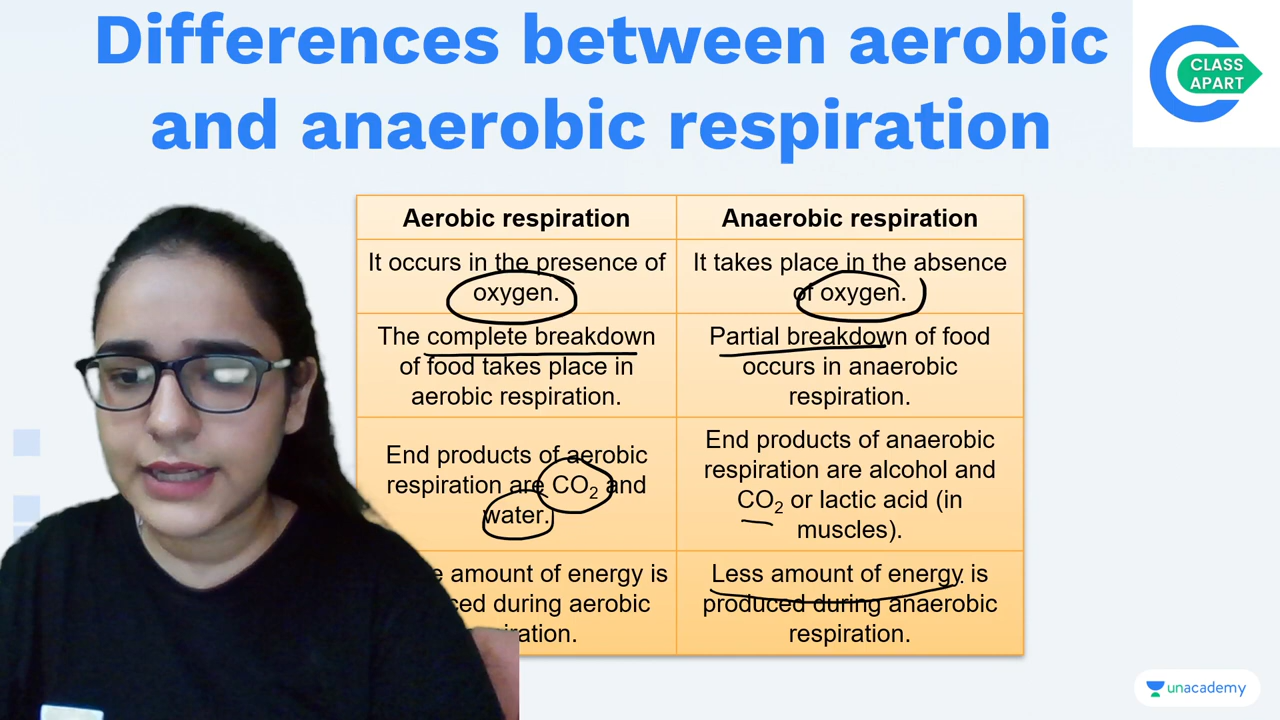 Differences between aerobic
and anaerobic respiration
CLASS
APART
Aerobic respiration
Anaerobic respiration
It occurs in the presence of
oxygen.
It takes place in the absence
of oxygen.
The complete breakdown
of food takes place in
aerobic respiration.
Partial breakdown of food
occurs in anaerobic
respiration.
End products of aerobic
respiration are CO₂ and
water.
End products of anaerobic
respiration are alcohol and
CO₂ or lactic acid (in
muscles).
amount of energy is
during aerobic
Less amount of energy is
produced during anaerobic
respiration.
unacademy